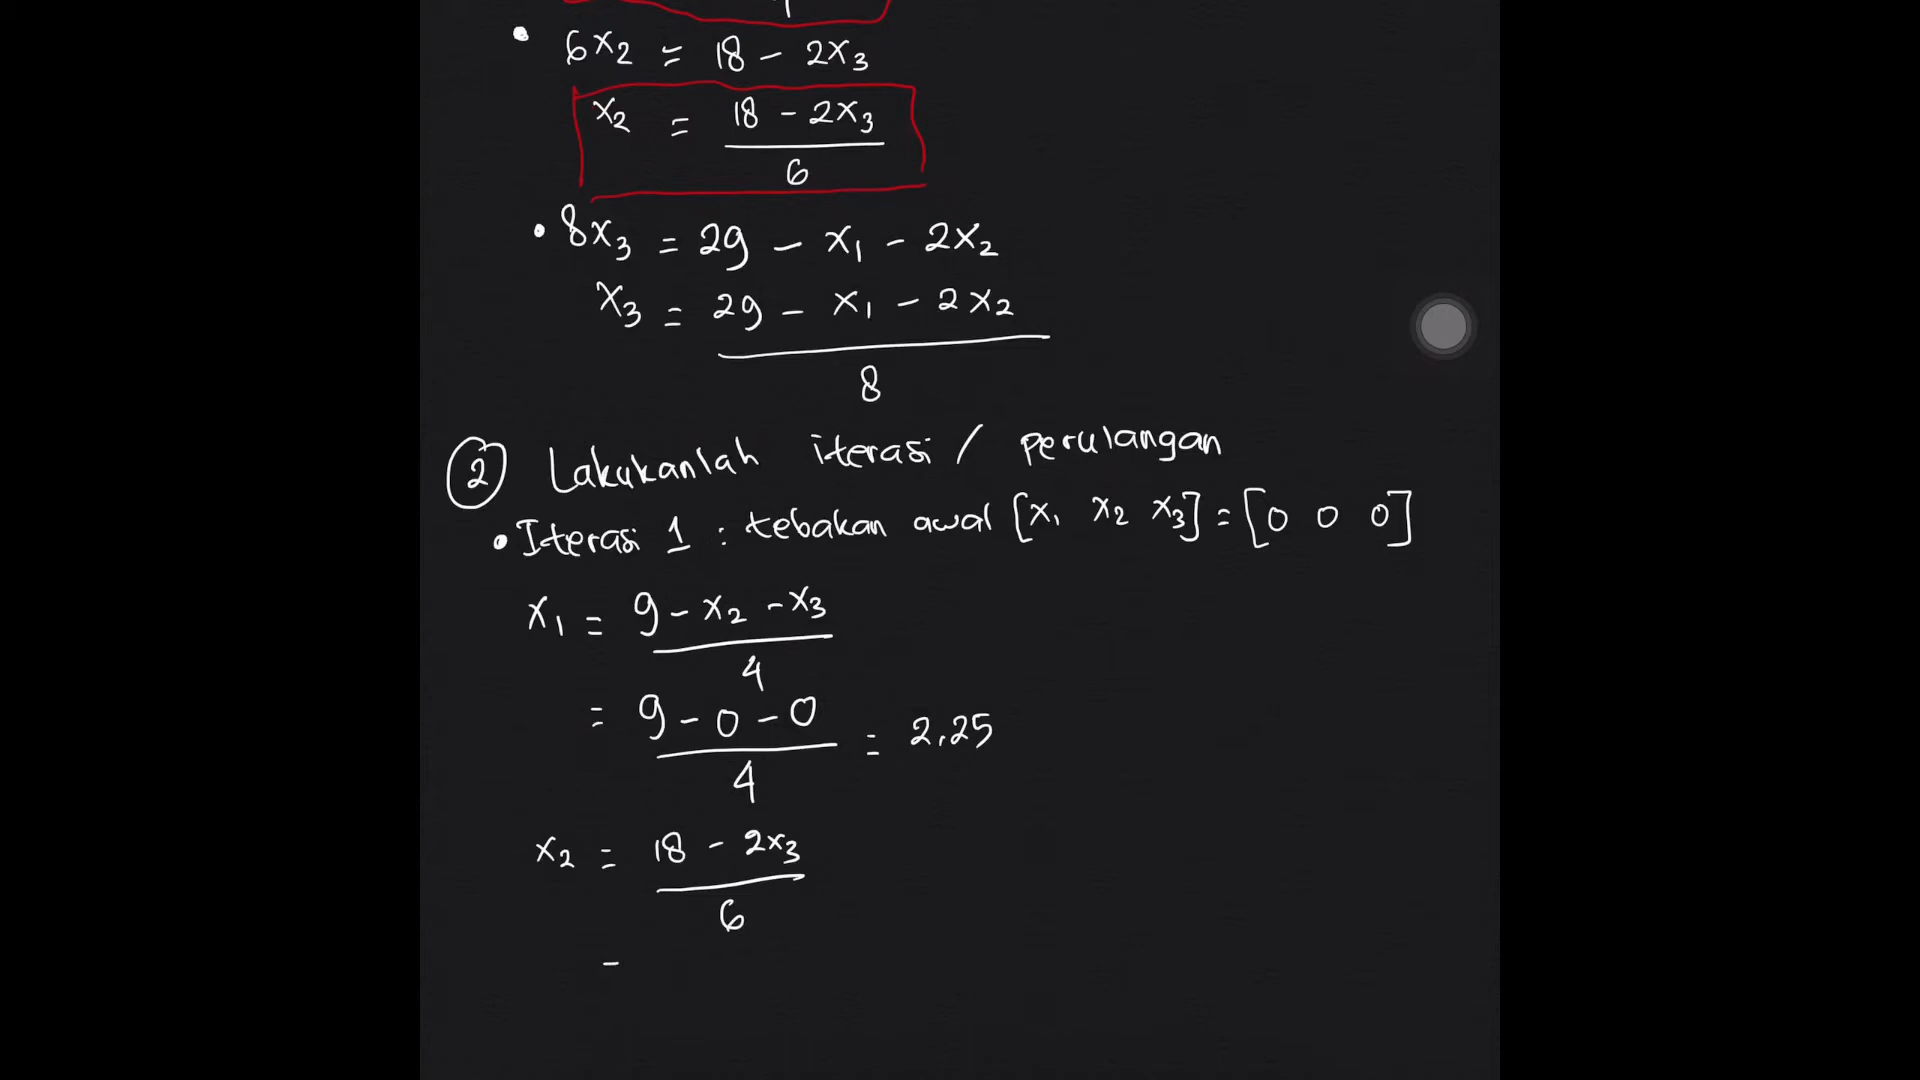 • 6x₂ = 18 - 2x₃
x₂ = 18 - 2x₃
6
• 8x₃ = 29 - x₁ - 2x₂
x₃ = 29 - x₁ - 2x₂
8
② Lakukanlah iterasi / perulangan
• Iterasi 1 : tebakan awal [x₁ x₂ x₃] = [0 0 0]
x₁ = 9 - x₂ - x₃
4
= 9 - 0 - 0 = 2.25
4
x₂ = 18 - 2x₃
6
-